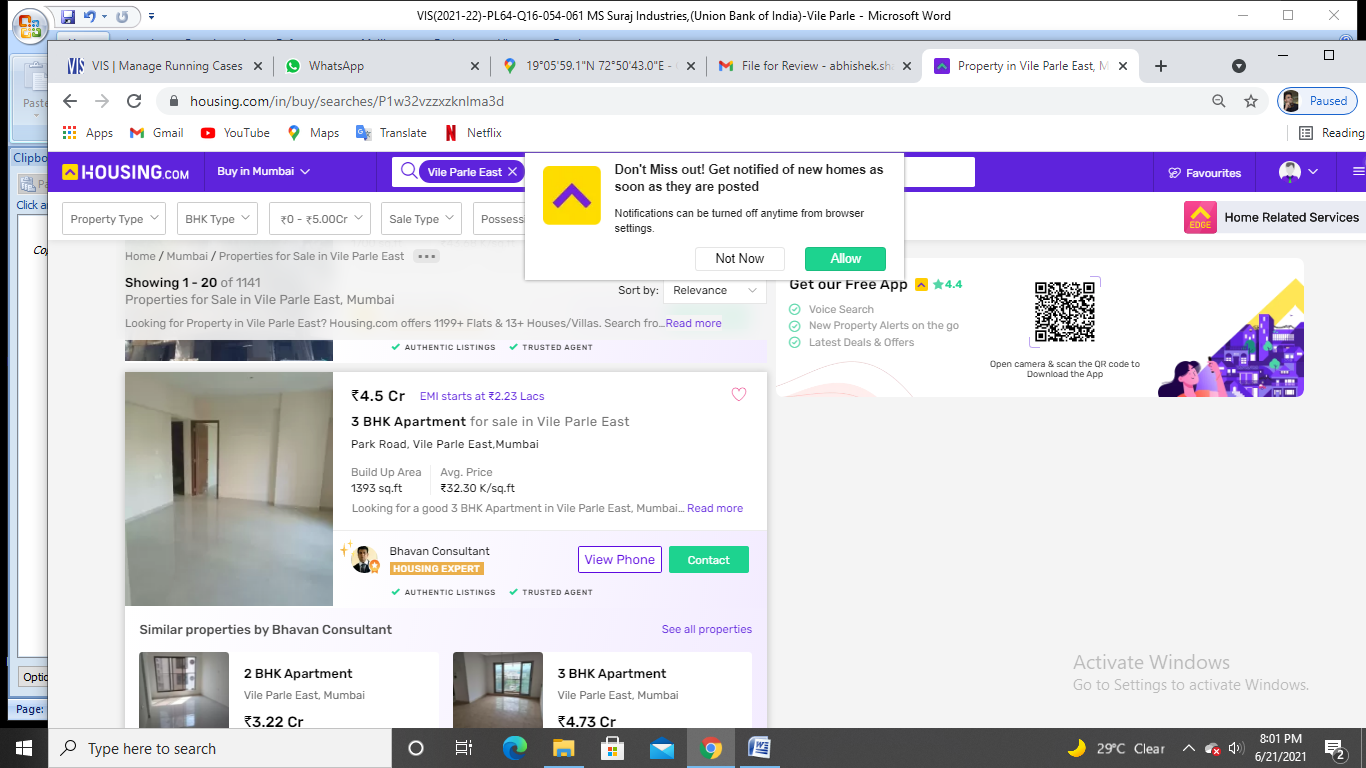 VIS(2021-22)-PL64-Q16-054-061 MS Suraj Industries,(Union Bank of India)-Vile Parle - Microsoft Word
VIS | Manage Running Cases
WhatsApp
19°05'59.1"N 72°50'43.0"E -
File for Review - abhishek.sha
Property in Vile Parle East, M
Paste
housing.com/in/buy/searches/P1w32vzzxzknlma3d
Paused
Apps
Gmail
YouTube
Maps
Translate
Netflix
Reading
Clipbo
HOUSING.COM
Buy in Mumbai
Vile Parle East
Don't Miss out! Get notified of new homes as
soon as they are posted
Notifications can be turned off anytime from browser
settings.
Not Now
Allow
Favourites
Pa
Click a
Property Type
BHK Type
₹0 - ₹5.00Cr
Sale Type
Possess
EDGE
Home Related Services
Co
Home / Mumbai / Properties for Sale in Vile Parle East
Showing 1 - 20 of 1141
Properties for Sale in Vile Parle East, Mumbai
Sort by:
Relevance
Looking for Property in Vile Parle East? Housing.com offers 1199+ Flats & 13+ Houses/Villas. Search fro...Read more
AUTHENTIC LISTINGS
TRUSTED AGENT
Get our Free App
4.4
Voice Search
New Property Alerts on the go
Latest Deals & Offers
Open camera & scan the QR code to
Download the App
₹4.5 Cr
EMI starts at ₹2.23 Lacs
3 BHK Apartment for sale in Vile Parle East
Park Road, Vile Parle East,Mumbai
Build Up Area
Avg. Price
1393 sq.ft
₹32.30 K/sq.ft
Looking for a good 3 BHK Apartment in Vile Parle East, Mumbai... Read more
Bhavan Consultant
HOUSING EXPERT
View Phone
Contact
AUTHENTIC LISTINGS
TRUSTED AGENT
Similar properties by Bhavan Consultant
See all properties
2 BHK Apartment
Vile Parle East, Mumbai
₹3.22 Cr
3 BHK Apartment
Vile Parle East, Mumbai
₹4.73 Cr
Activate Windows
Go to Settings to activate Windows.
Optio
Page:
Type here to search
29°C Clear
8:01 PM
6/21/2021
2